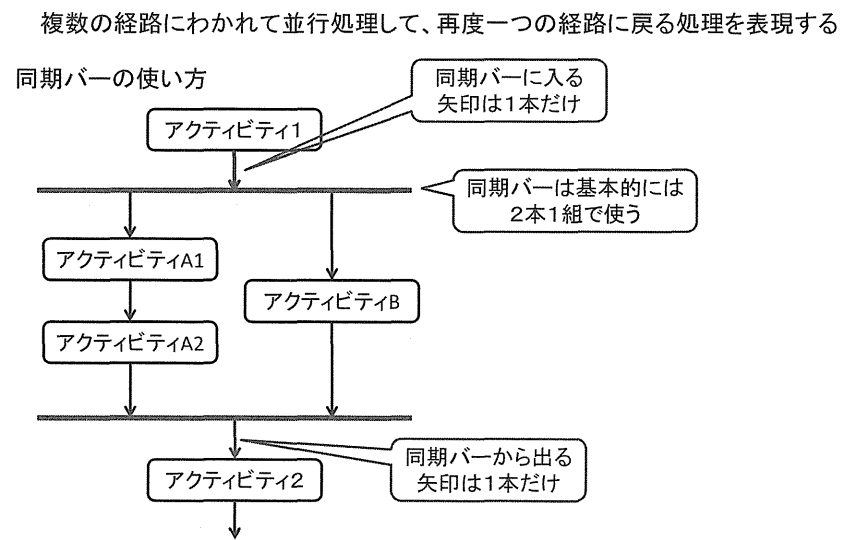 複数の経路にわかれて並行処理して、再度一つの経路に戻る処理を表現する
同期バーの使い方
同期バーに入る
矢印は１本だけ
アクティビティ1
同期バーは基本的には
２本１組で使う
アクティビティA1
アクティビティB
アクティビティA2
同期バーから出る
矢印は１本だけ
アクティビティ２